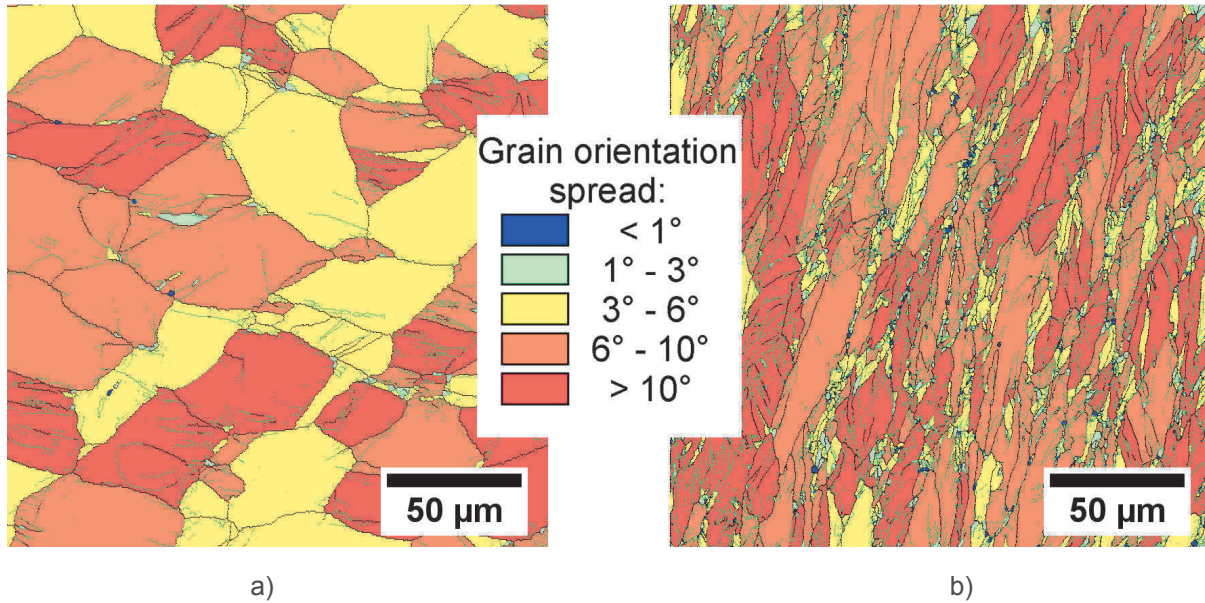 Grain orientation
spread:
< 1°
1° - 3°
3° - 6°
6° - 10°
> 10°
50 µm
50 µm
a)
b)